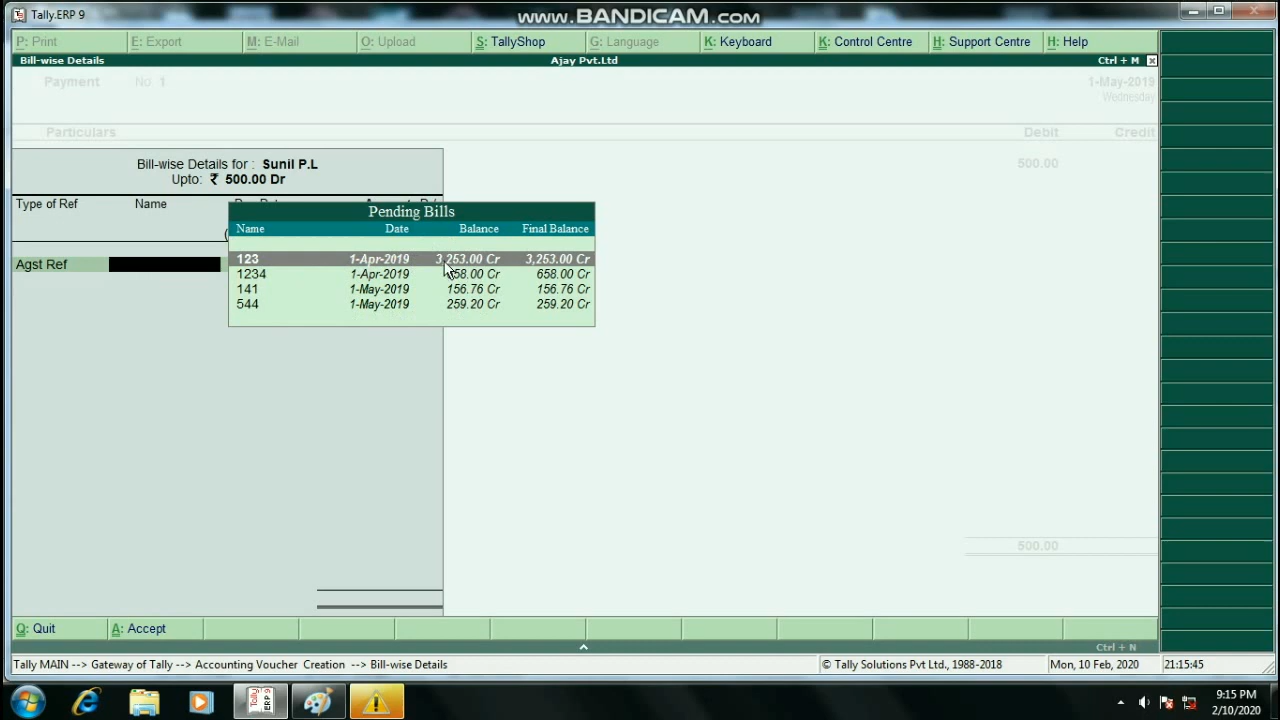 Tally.ERP 9
www.BANDICAM.com
P: Print E: Export M: E-Mail O: Upload S: TallyShop G: Language K: Keyboard K: Control Centre H: Support Centre H: Help
Bill-wise Details Ajay Pvt.Ltd Ctrl + M
Payment No. 1 1-May-2019
Wednesday
Particulars Debit Credit
Bill-wise Details for : Sunil P.L 500.00
Upto: ₹ 500.00 Dr
Type of Ref Name
Pending Bills
Name Date Balance Final Balance
123 1-Apr-2019 3,253.00 Cr 3,253.00 Cr
Agst Ref
1234 1-Apr-2019 658.00 Cr 658.00 Cr
141 1-May-2019 156.76 Cr 156.76 Cr
544 1-May-2019 259.20 Cr 259.20 Cr
500.00
Q: Quit A: Accept
Ctrl + N
Tally MAIN --> Gateway of Tally --> Accounting Voucher Creation --> Bill-wise Details © Tally Solutions Pvt Ltd., 1988-2018 Mon, 10 Feb, 2020 21:15:45
Tally ERP 9
9:15 PM
2/10/2020